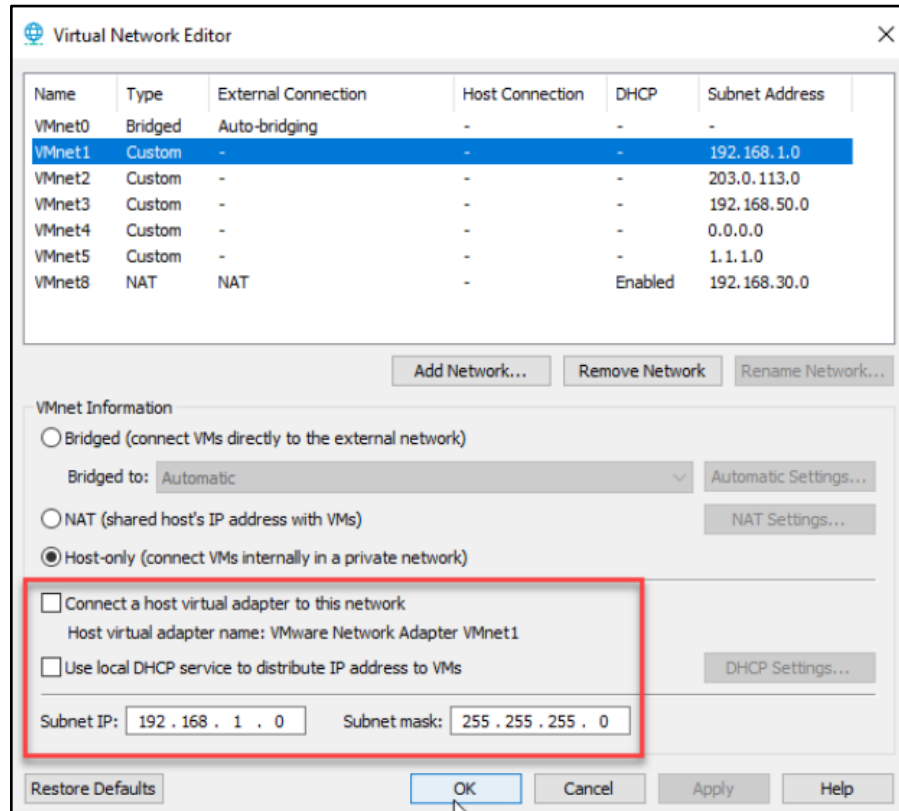 Virtual Network Editor
Name Type External Connection Host Connection DHCP Subnet Address
VMnet0 Bridged Auto-bridging - - -
VMnet1 Custom - - - 192.168.1.0
VMnet2 Custom - - - 203.0.113.0
VMnet3 Custom - - - 192.168.50.0
VMnet4 Custom - - - 0.0.0.0
VMnet5 Custom - - - 1.1.1.0
VMnet8 NAT NAT - Enabled 192.168.30.0
Add Network... Remove Network Rename Network...
VMnet Information
Bridged (connect VMs directly to the external network)
Bridged to: Automatic Automatic Settings...
NAT (shared host's IP address with VMs) NAT Settings...
Host-only (connect VMs internally in a private network)
Connect a host virtual adapter to this network
Host virtual adapter name: VMware Network Adapter VMnet1
Use local DHCP service to distribute IP address to VMs DHCP Settings...
Subnet IP: 192 . 168 . 1 . 0 Subnet mask: 255 . 255 . 255 . 0
Restore Defaults OK Cancel Apply Help